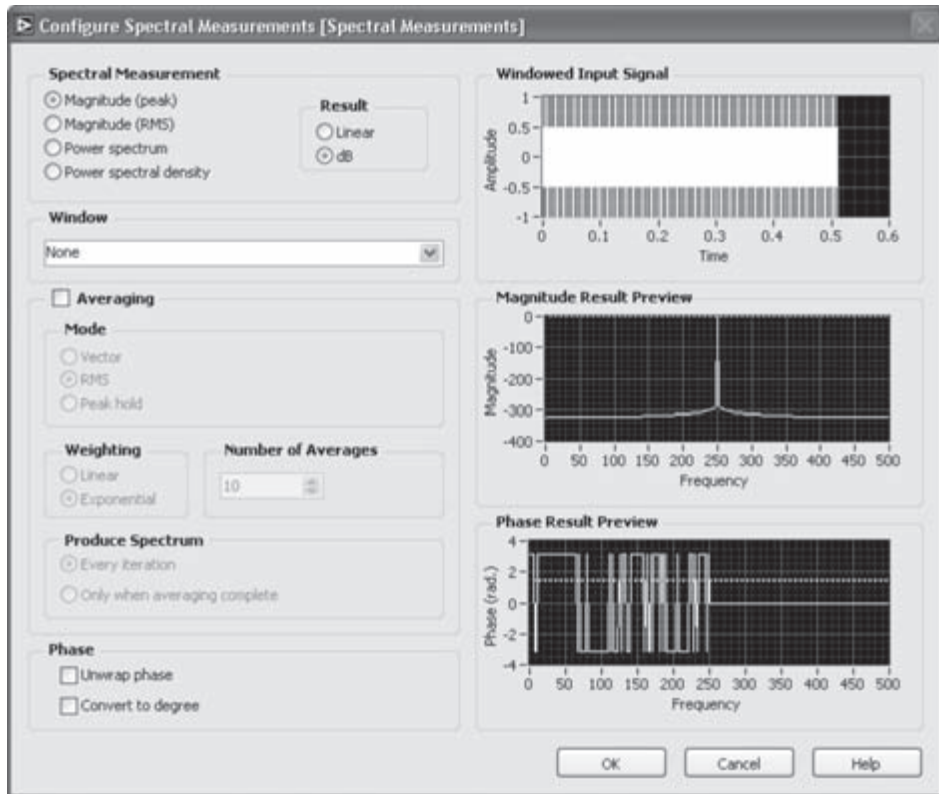 Configure Spectral Measurements [Spectral Measurements]
Spectral Measurement
Magnitude (peak)
Magnitude (RMS)
Power spectrum
Power spectral density
Result
Linear
dB
Window
None
Averaging
Mode
Vector
RMS
Peak hold
Weighting
Linear
Exponential
Number of Averages
10
Produce Spectrum
Every iteration
Only when averaging complete
Phase
Unwrap phase
Convert to degree
Windowed Input Signal
Amplitude
1
0.5
0
-0.5
-1
0 0.1 0.2 0.3 0.4 0.5 0.6
Time
Magnitude Result Preview
Magnitude
0
-100
-200
-300
-400
0 50 100 150 200 250 300 350 400 450 500
Frequency
Phase Result Preview
Phase (rad.)
4
2
0
-2
-4
0 50 100 150 200 250 300 350 400 450 500
Frequency
OK Cancel Help